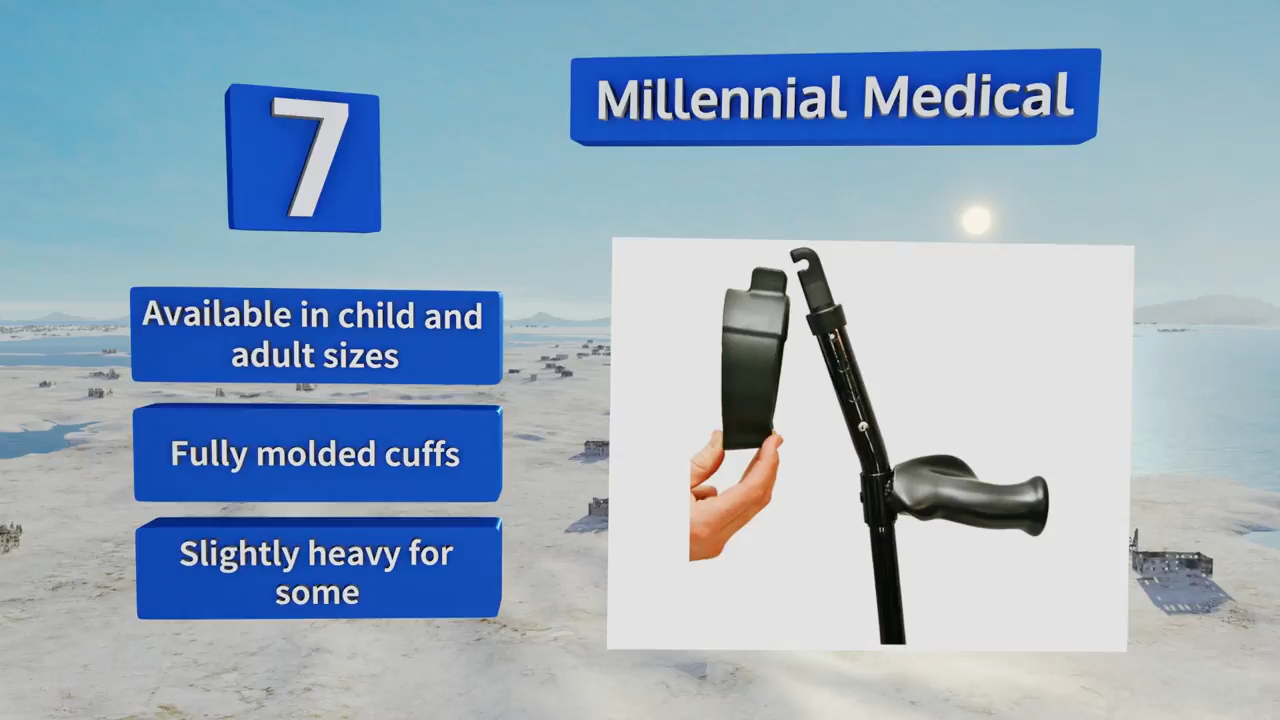 7
Millennial Medical
Available in child and
adult sizes
Fully molded cuffs
Slightly heavy for
some